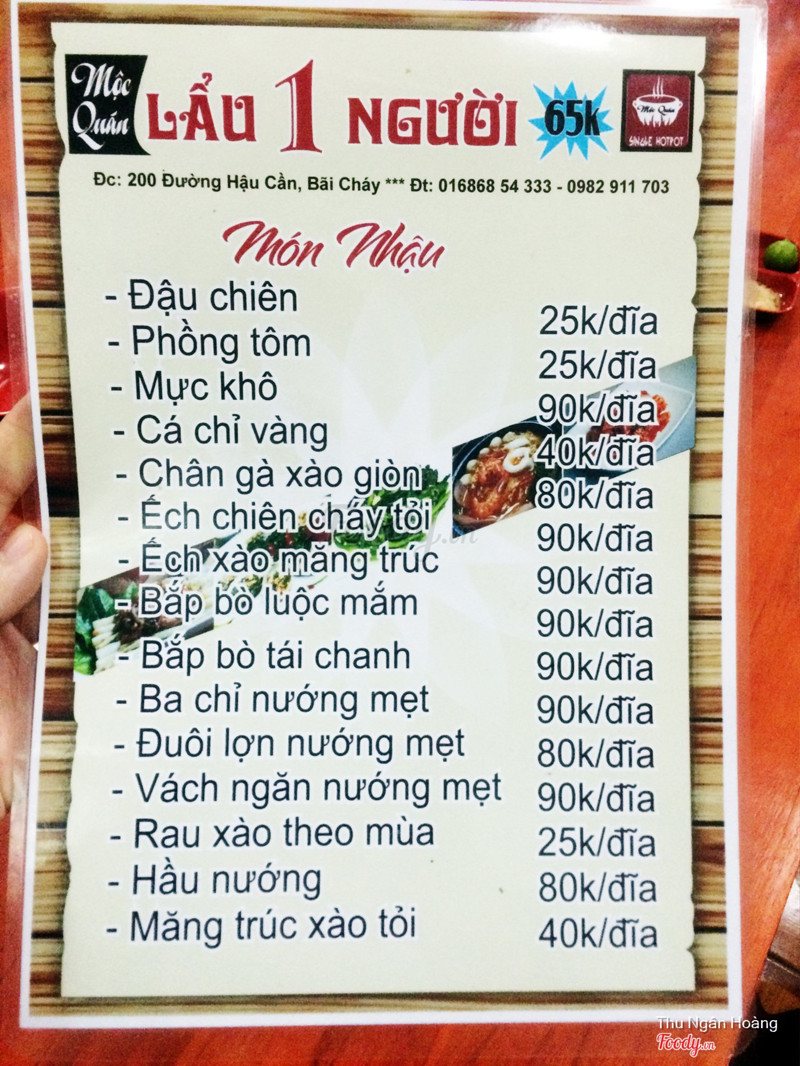 Mộc Quán
LẨU 1 NGƯỜI 65k
Mộc Quán
SINGLE HOTPOT
Đc: 200 Đường Hậu Cần, Bãi Cháy *** Đt: 016868 54 333 - 0982 911 703
Món Nhậu
- Đậu chiên 25k/đĩa
- Phồng tôm 25k/đĩa
- Mực khô 90k/đĩa
- Cá chỉ vàng 40k/đĩa
- Chân gà xào giòn 80k/đĩa
- Ếch chiên cháy tỏi 90k/đĩa
- Ếch xào măng trúc 90k/đĩa
- Bắp bò luộc mắm 90k/đĩa
- Bắp bò tái chanh 90k/đĩa
- Ba chỉ nướng mẹt 90k/đĩa
- Đuôi lợn nướng mẹt 80k/đĩa
- Vách ngăn nướng mẹt 90k/đĩa
- Rau xào theo mùa 25k/đĩa
- Hầu nướng 80k/đĩa
- Măng trúc xào tỏi 40k/đĩa
Thu Ngân Hoàng
Foody.vn